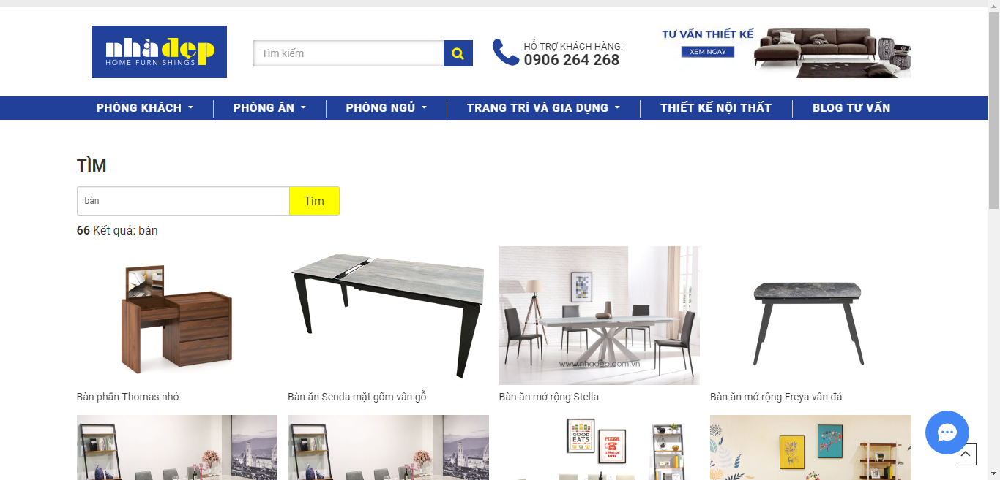 nhà đẹp
HOME FURNISHINGS
Tìm kiếm
HỖ TRỢ KHÁCH HÀNG:
0906 264 268
TƯ VẤN THIẾT KẾ
XEM NGAY
PHÒNG KHÁCH
PHÒNG ĂN
PHÒNG NGỦ
TRANG TRÍ VÀ GIA DỤNG
THIẾT KẾ NỘI THẤT
BLOG TƯ VẤN
TÌM
bàn
Tìm
66 Kết quả: bàn
www.nhadep.com.vn
Bàn phấn Thomas nhỏ
Bàn ăn Senda mặt gốm vân gỗ
Bàn ăn mở rộng Stella
Bàn ăn mở rộng Freya vân đá
GOOD
EATS
PIZZA